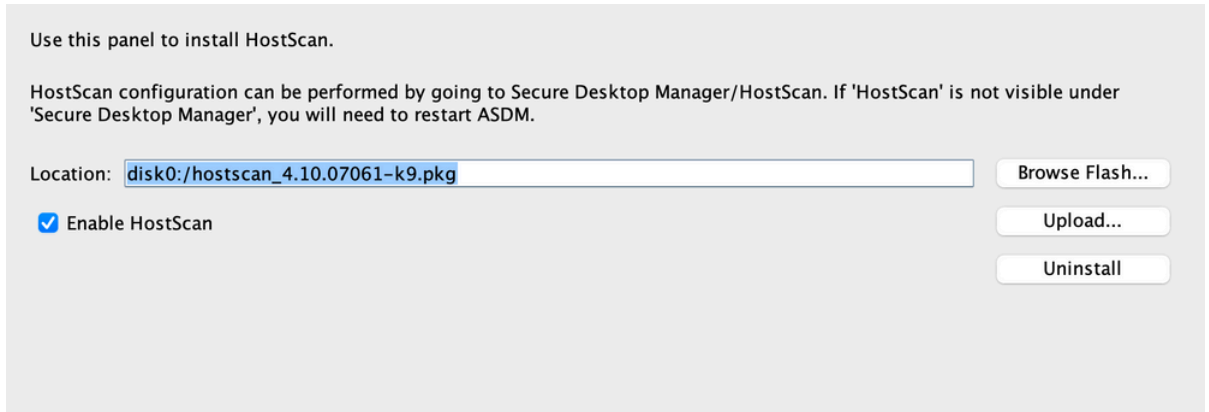 Use this panel to install HostScan.
HostScan configuration can be performed by going to Secure Desktop Manager/HostScan. If 'HostScan' is not visible under
'Secure Desktop Manager', you will need to restart ASDM.
Location: disk0:/hostscan_4.10.07061-k9.pkg Browse Flash...
Enable HostScan Upload...
Uninstall